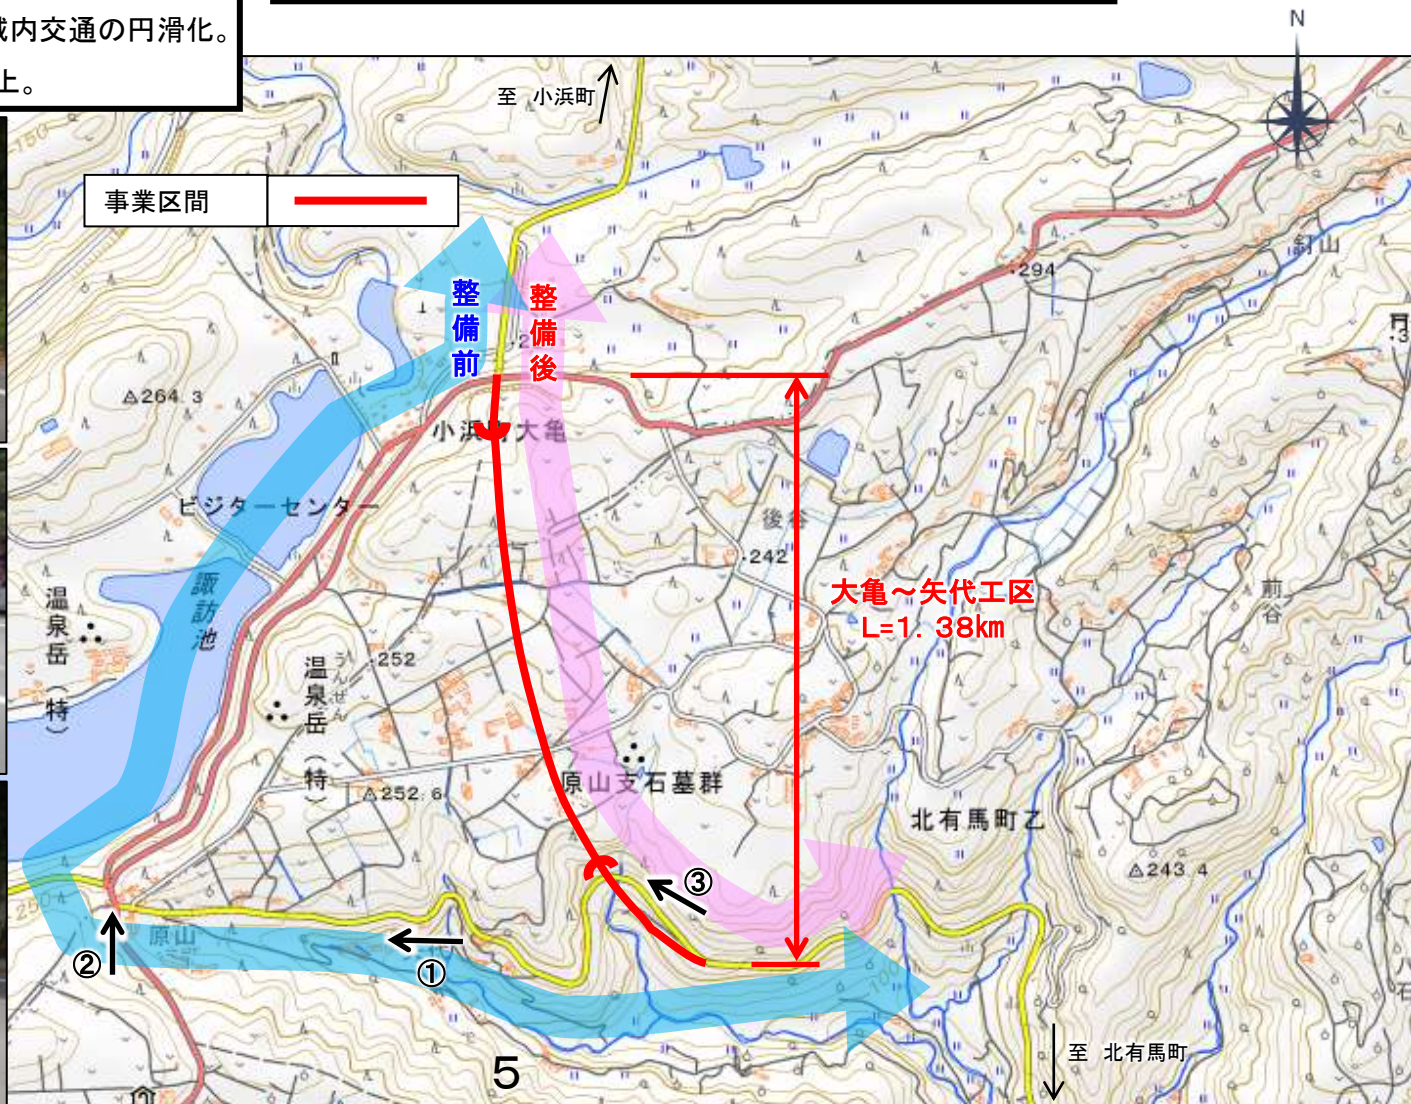 域内交通の円滑化。
上。
N
至 小浜町
事業区間
釘山
294
整備前
整備後
264.3
小浜町大亀
ビジターセンター
後谷
242
大亀～矢代工区
L=1.38km
前谷
諏訪池
温泉岳(特)
252
温泉岳(特)
うんぜん
252.6
原山支石墓群
北有馬町乙
243.4
③
250
原山
②
①
100
至 北有馬町
5